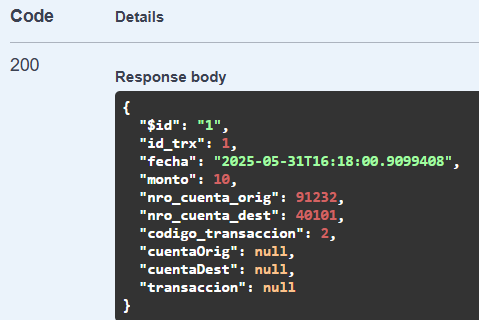 Code Details
200
Response body
{
"$id": "1",
"id_trx": 1,
"fecha": "2025-05-31T16:18:00.9099408",
"monto": 10,
"nro_cuenta_orig": 91232,
"nro_cuenta_dest": 40101,
"codigo_transaccion": 2,
"cuentaOrig": null,
"cuentaDest": null,
"transaccion": null
}